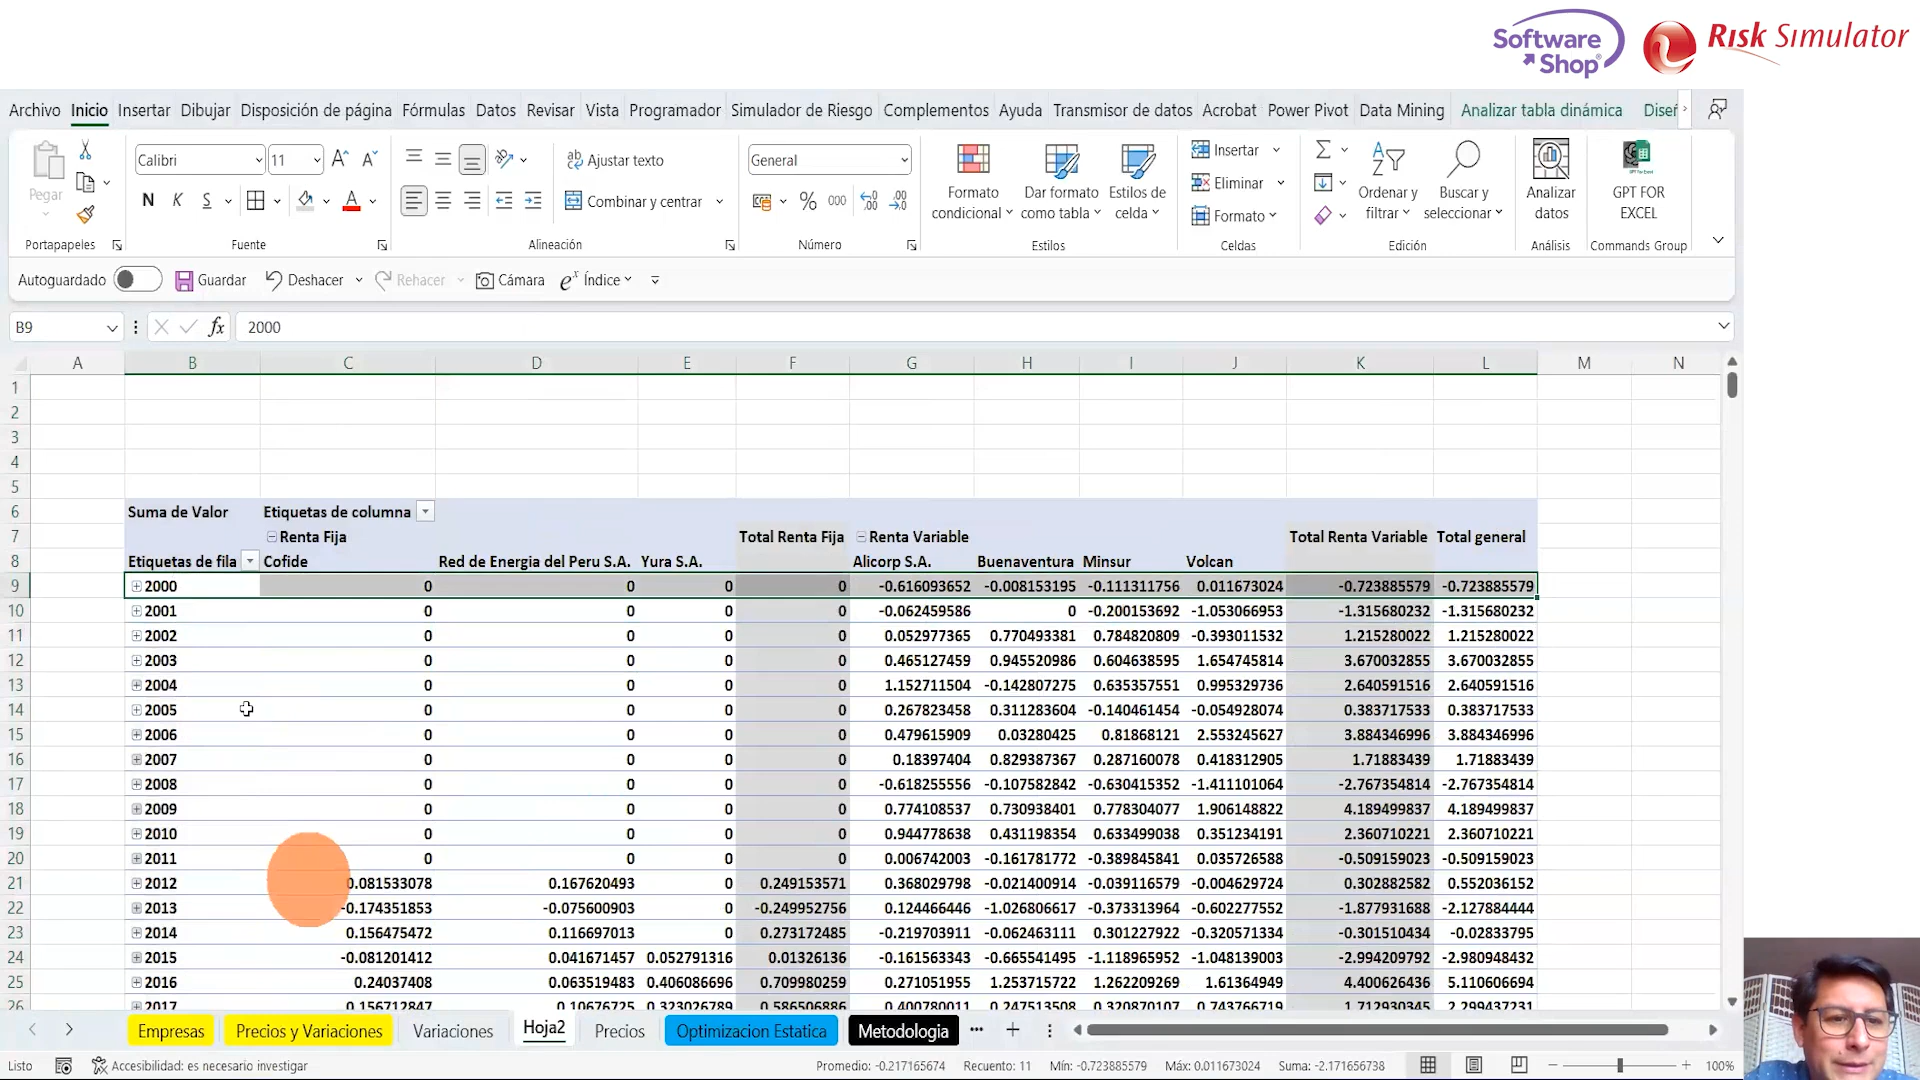 Software Shop
Risk Simulator
Archivo Inicio Insertar Dibujar Disposición de página Fórmulas Datos Revisar Vista Programador Simulador de Riesgo Complementos Ayuda Transmisor de datos Acrobat Power Pivot Data Mining Analizar tabla dinámica
Pegar
Calibri 11
N K S
Ajustar texto
Combinar y centrar
General
% 000
Formato condicional
Dar formato como tabla
Estilos de celda
Insertar
Eliminar
Formato
Ordenar y filtrar
Buscar y seleccionar
Analizar datos
GPT FOR EXCEL
Portapapeles Fuente Alineación Número Estilos Celdas Edición Análisis Commands Group
Autoguardado Guardar Deshacer Rehacer Cámara Índice
B9 fx 2000
A B C D E F G H I J K L M N
1
2
3
4
5
6 Suma de Valor Etiquetas de columna
7 Renta Fija Total Renta Fija Renta Variable Total Renta Variable Total general
8 Etiquetas de fila Cofide Red de Energia del Peru S.A. Yura S.A. Alicorp S.A. Buenaventura Minsur Volcan
9 2000 0 0 0 0 -0.616093652 -0.008153195 -0.111311756 0.011673024 -0.723885579 -0.723885579
10 2001 0 0 0 0 -0.062459586 0 -0.200153692 -1.053066953 -1.315680232 -1.315680232
11 2002 0 0 0 0 0.052977365 0.770493381 0.784820809 -0.393011532 1.215280022 1.215280022
12 2003 0 0 0 0 0.465127459 0.945520986 0.604638595 1.654745814 3.670032855 3.670032855
13 2004 0 0 0 0 1.152711504 -0.142807275 0.635357551 0.995329736 2.640591516 2.640591516
14 2005 0 0 0 0 0.267823458 0.311283604 -0.140461454 -0.054928074 0.383717533 0.383717533
15 2006 0 0 0 0 0.479615909 0.03280425 0.81868121 2.553245627 3.884346996 3.884346996
16 2007 0 0 0 0 0.18397404 0.829387367 0.287160078 0.418312905 1.71883439 1.71883439
17 2008 0 0 0 0 -0.618255556 -0.107582842 -0.630415352 -1.411101064 -2.767354814 -2.767354814
18 2009 0 0 0 0 0.774108537 0.730938401 0.778304077 1.906148822 4.189499837 4.189499837
19 2010 0 0 0 0 0.944778638 0.431198354 0.633499038 0.351234191 2.360710221 2.360710221
20 2011 0 0 0 0 0.006742003 -0.161781772 -0.389845841 0.035726588 -0.509159023 -0.509159023
21 2012 0.081533078 0.167620493 0 0.249153571 0.368029798 -0.021400914 -0.039116579 -0.004629724 0.302882582 0.552036152
22 2013 -0.174351853 -0.075600903 0 -0.249952756 0.124466446 -1.026806617 -0.373313964 -0.602277552 -1.877931688 -2.127884444
23 2014 0.156475472 0.116697013 0 0.273172485 -0.219703911 -0.062463111 0.301227922 -0.320571334 -0.301510434 -0.02833795
24 2015 -0.081201412 0.041671457 0.052791316 0.01326136 -0.161563343 -0.665541495 -1.118965952 -1.048139003 -2.994209792 -2.980948432
25 2016 0.24037408 0.063519483 0.406086696 0.709980259 0.271051955 1.253715722 1.262209269 1.61364949 4.400626436 5.110606694
26 2017 0.156712847 0.10676725 0.323026789 0.586506886 0.400780011 0.247513508 0.320870107 0.743766719 1.712930345 2.299437231
Empresas Precios y Variaciones Variaciones Hoja2 Precios Optimizacion Estatica Metodologia
Listo Accesibilidad: es necesario investigar Promedio: -0.217165674 Recuento: 11 Mín: -0.723885579 Máx: 0.011673024 Suma: -2.171656738 100%